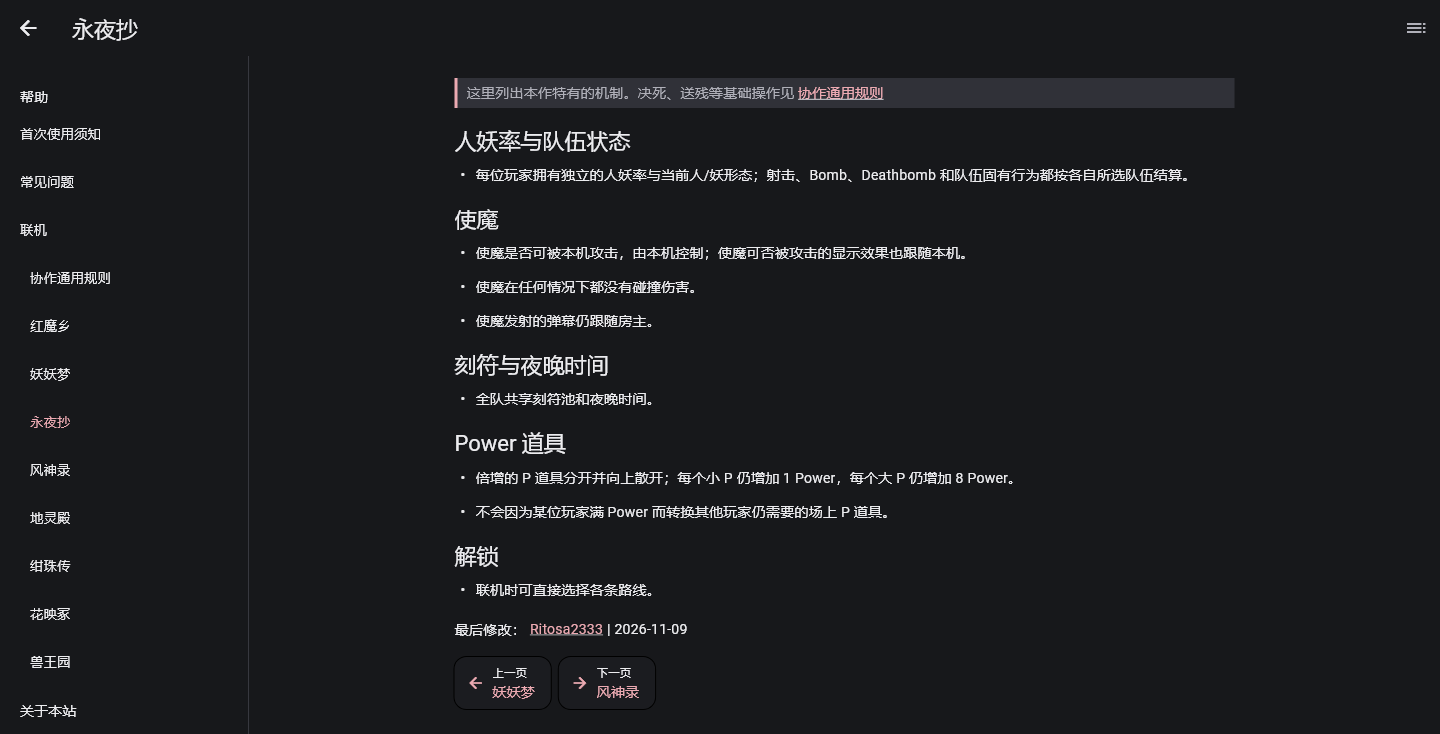 永夜抄
帮助
首次使用须知
常见问题
联机
协作通用规则
红魔乡
妖妖梦
永夜抄
风神录
地灵殿
绀珠传
花映冢
兽王园
关于本站
这里列出本作特有的机制。决死、送残等基础操作见 协作通用规则
人妖率与队伍状态
• 每位玩家拥有独立的人妖率与当前人/妖形态；射击、Bomb、Deathbomb 和队伍固有行为都按各自所选队伍结算。
使魔
• 使魔是否可被本机攻击，由本机控制；使魔可否被攻击的显示效果也跟随本机。
• 使魔在任何情况下都没有碰撞伤害。
• 使魔发射的弹幕仍跟随房主。
刻符与夜晚时间
• 全队共享刻符池和夜晚时间。
Power 道具
• 倍增的 P 道具分开并向上散开；每个小 P 仍增加 1 Power，每个大 P 仍增加 8 Power。
• 不会因为某位玩家满 Power 而转换其他玩家仍需要的场上 P 道具。
解锁
• 联机时可直接选择各条路线。
最后修改： Ritosa2333 | 2026-11-09
上一页
妖妖梦
下一页
风神录